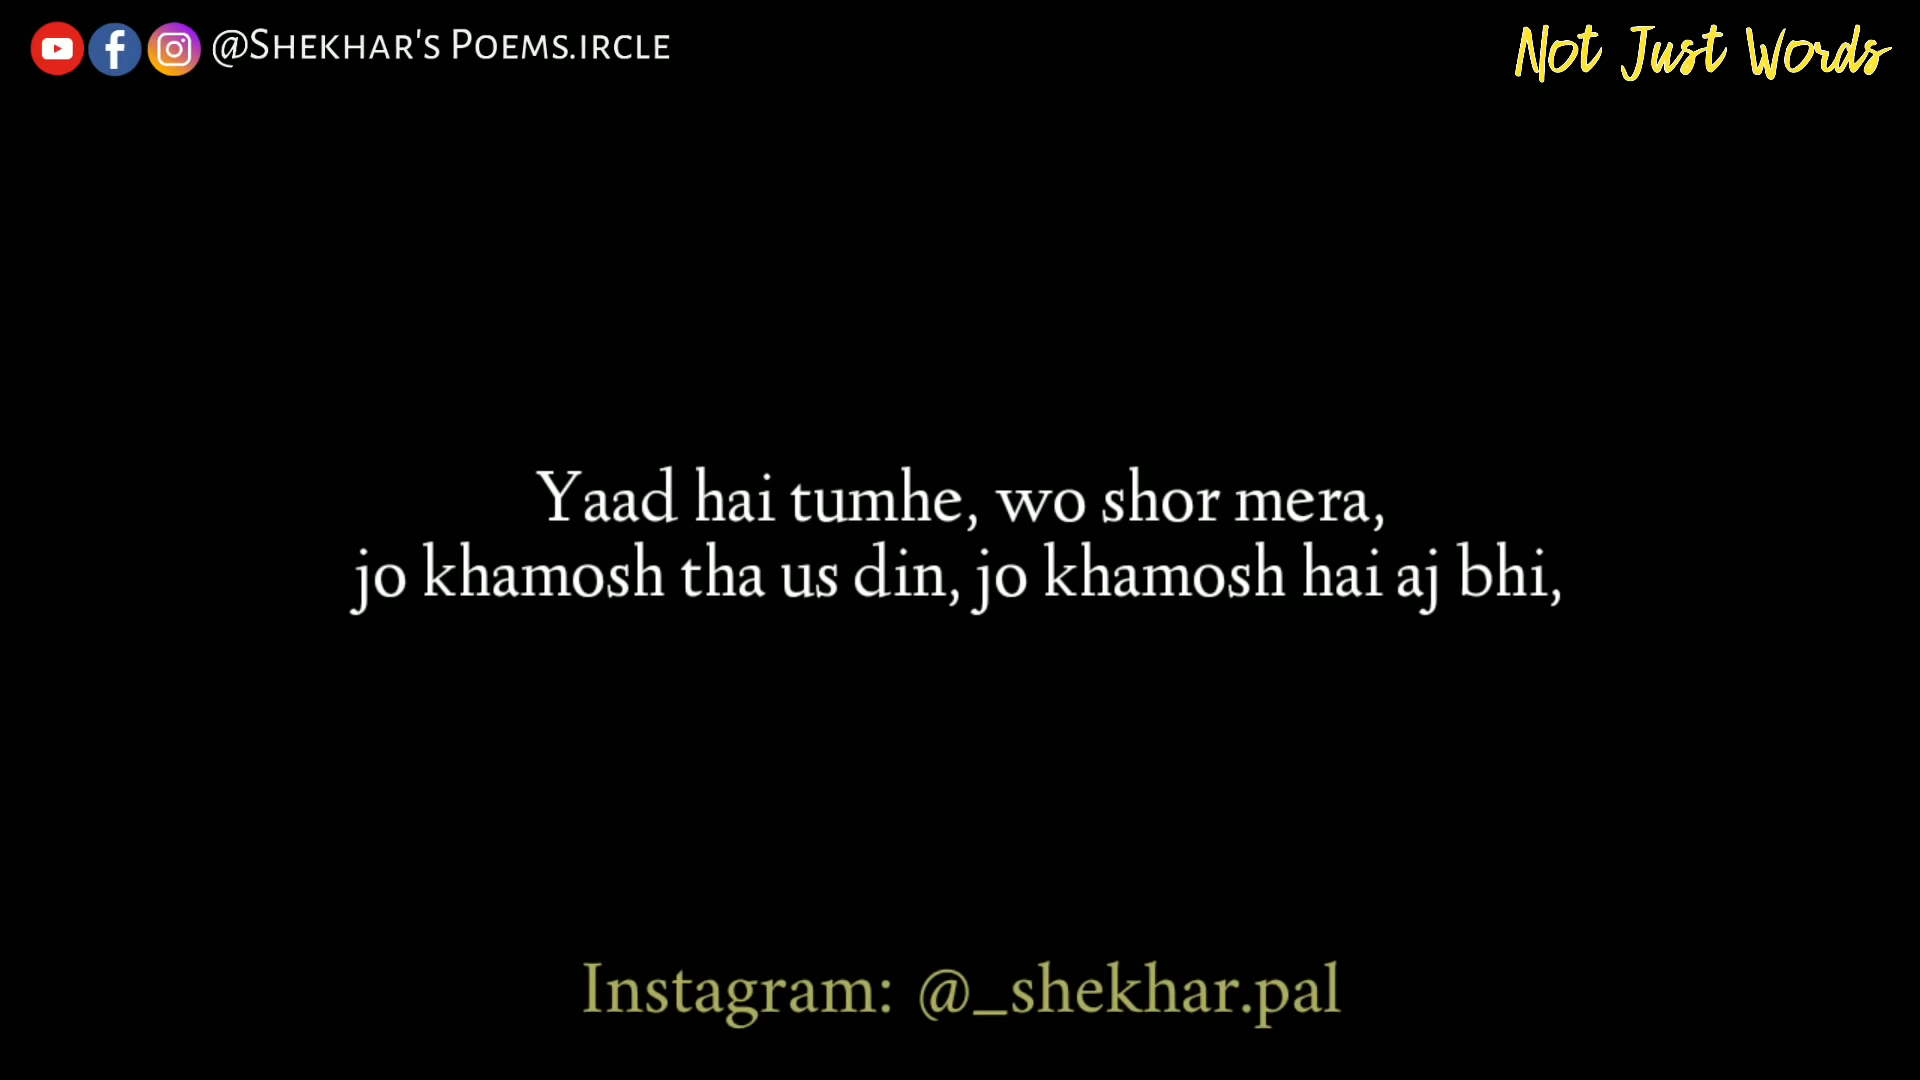 @Shekhar's Poems.ircle
Not Just Words
Yaad hai tumhe, wo shor mera,
jo khamosh tha us din, jo khamosh hai aj bhi,
Instagram: @_shekhar.pal